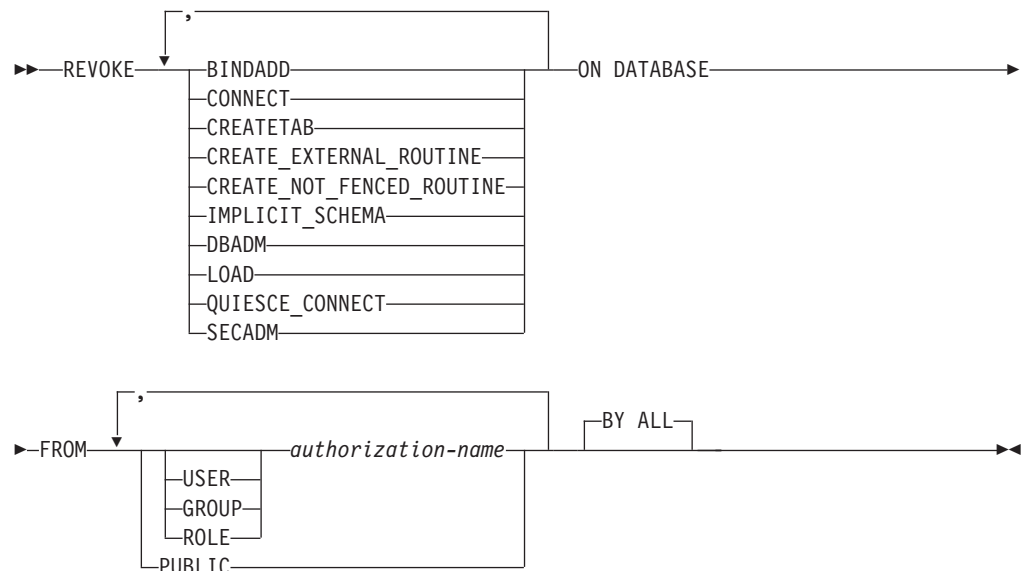 ,
REVOKE BINDADD ON DATABASE
CONNECT
CREATETAB
CREATE_EXTERNAL_ROUTINE
CREATE_NOT_FENCED_ROUTINE
IMPLICIT_SCHEMA
DBADM
LOAD
QUIESCE_CONNECT
SECADM
,
BY ALL
FROM authorization-name
USER
GROUP
ROLE
PUBLIC